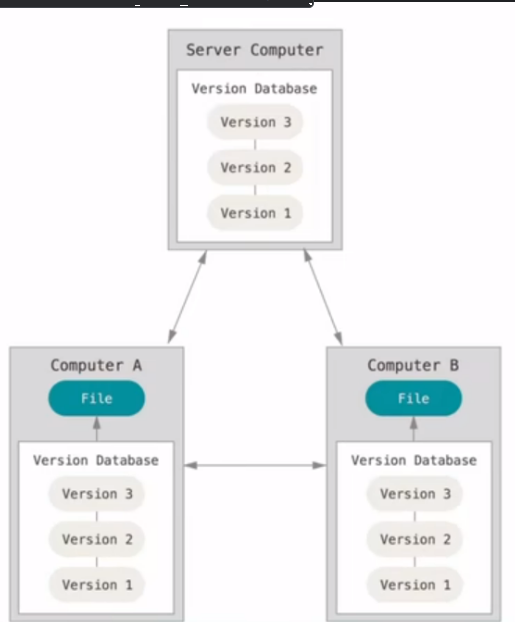 Server Computer
Version Database
Version 3
Version 2
Version 1
Computer A
File
Version Database
Version 3
Version 2
Version 1
Computer B
File
Version Database
Version 3
Version 2
Version 1